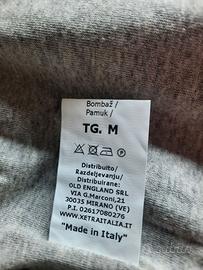 Bombaž /
Pamuk /
TG. M
Distribuito/
Razdeljevanju/
Distribuirane:
OLD ENGLAND SRL
VIA G.Marconi,21
30035 MIRANO (VE)
P.I. 02617080276
WWW.XETRAITALIA.IT
"Made in Italy"